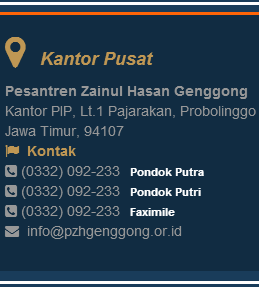 Kantor Pusat
Pesantren Zainul Hasan Genggong
Kantor PIP, Lt.1 Pajarakan, Probolinggo
Jawa Timur, 94107
Kontak
(0332) 092-233 Pondok Putra
(0332) 092-233 Pondok Putri
(0332) 092-233 Faximile
info@pzhgenggong.or.id